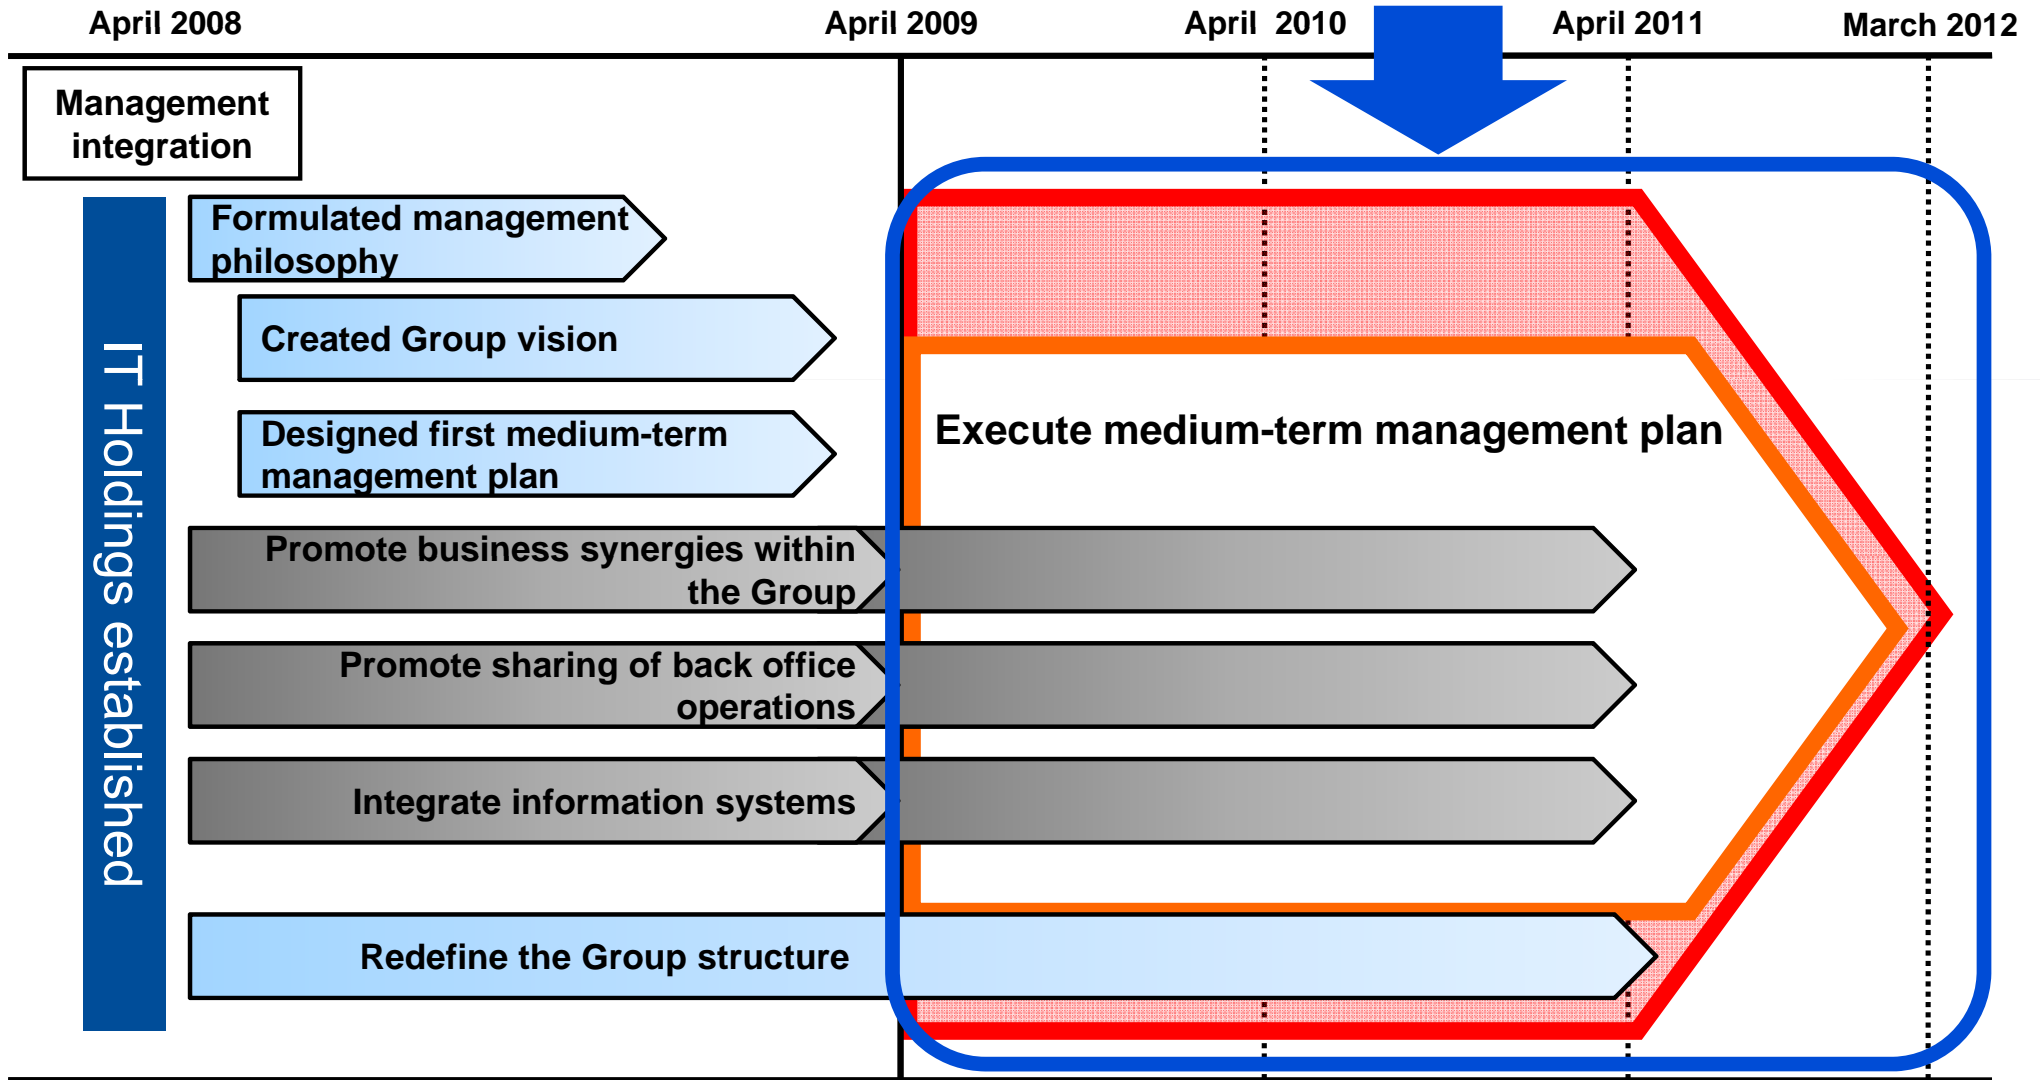 April 2008
April 2009
April 2010
April 2011
March 2012
Management
integration
IT Holdings established
Formulated management
philosophy
Created Group vision
Designed first medium-term
management plan
Execute medium-term management plan
Promote business synergies within
the Group
Promote sharing of back office
operations
Integrate information systems
Redefine the Group structure